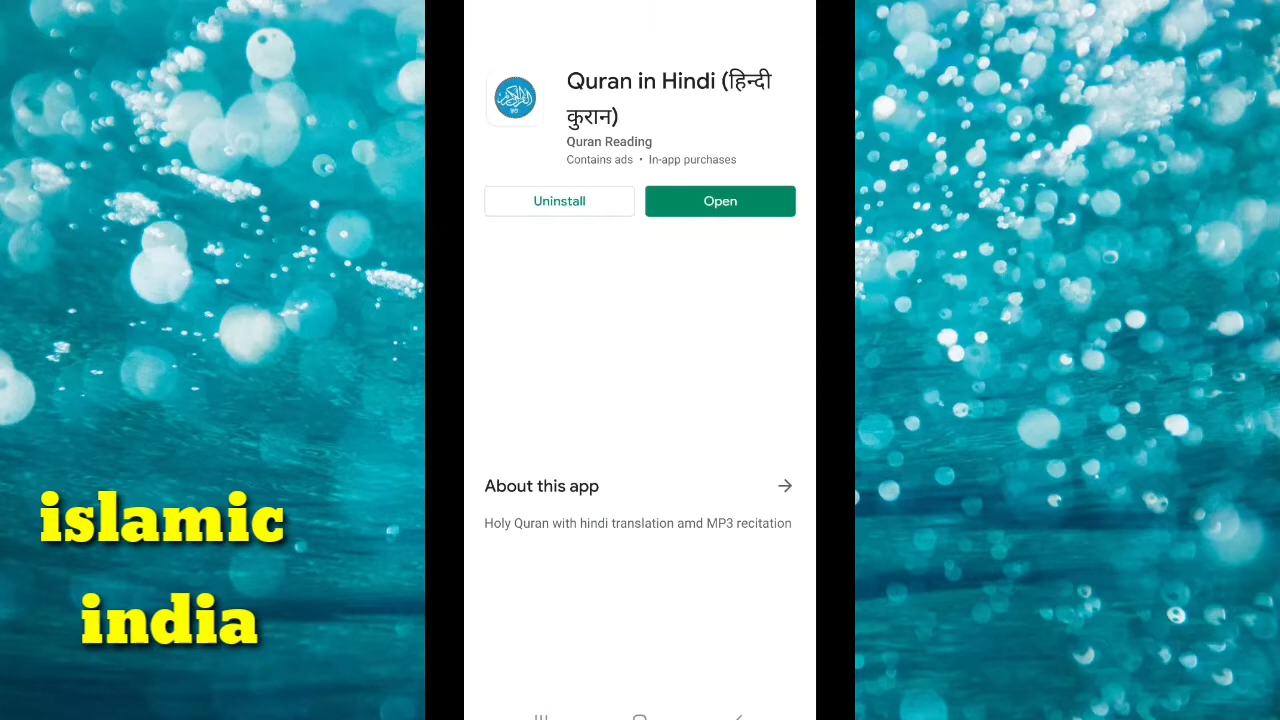 Quran in Hindi (हिन्दी
कुरान)
Quran Reading
Contains ads • In-app purchases
Uninstall
Open
About this app
Holy Quran with hindi translation amd MP3 recitation
islamic
india